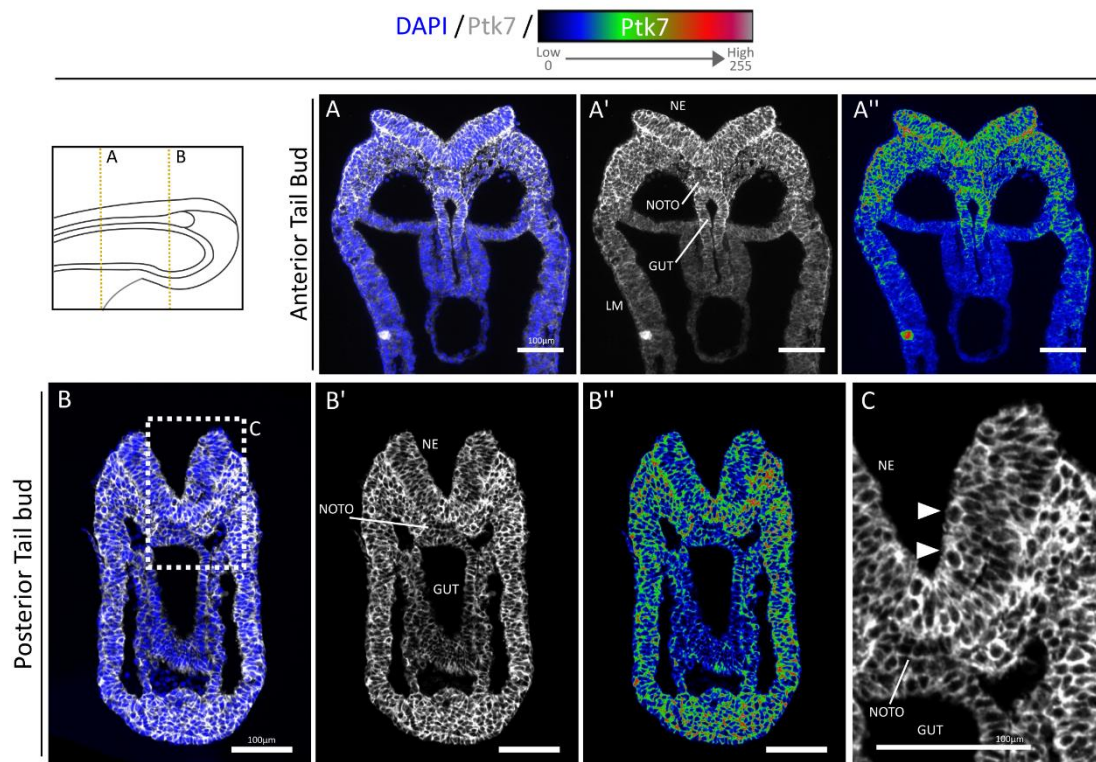 DAPI / Ptk7 / Ptk7
Low High
0 255
A B
Anterior Tail Bud
A
100µm
A' NE
NOTO
GUT
LM
A''
Posterior Tail bud
B
C
100µm
B'
NE
NOTO
GUT
B''
C
NE
NOTO
GUT
100µm